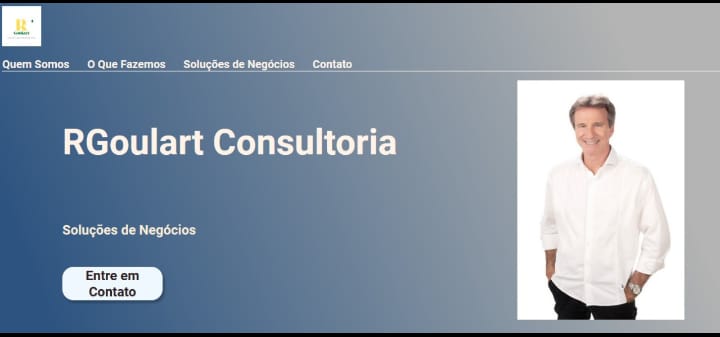 Quem Somos O Que Fazemos Soluções de Negócios Contato
RGoulart Consultoria
Soluções de Negócios
Entre em
Contato